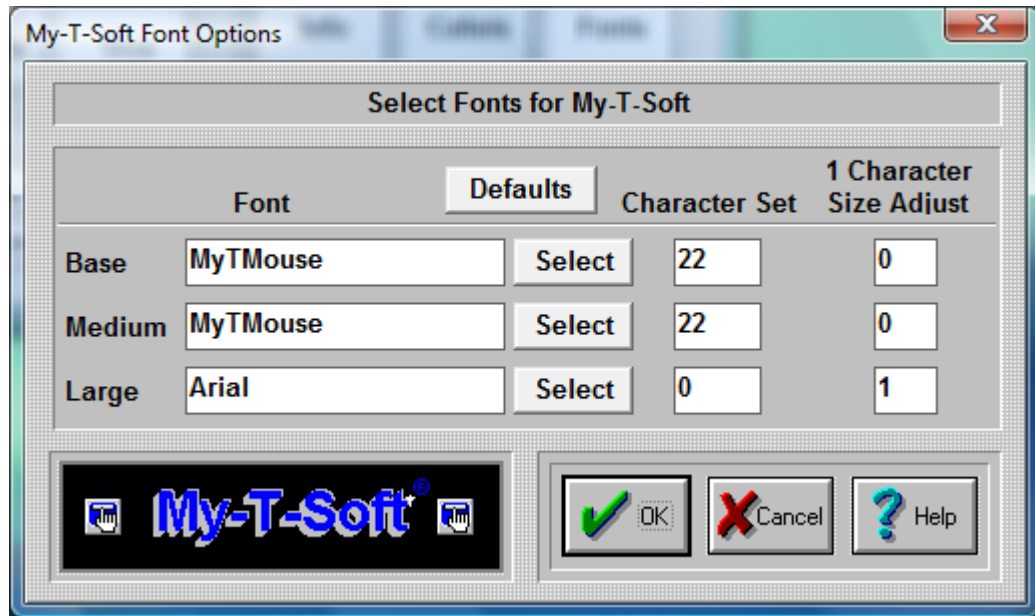 My-T-Soft Font Options
Select Fonts for My-T-Soft
Font Defaults Character Set 1 Character Size Adjust
Base MyTMouse Select 22 0
Medium MyTMouse Select 22 0
Large Arial Select 0 1
My-T-Soft®
OK Cancel Help